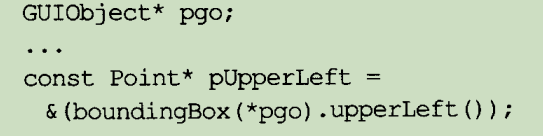 GUIObject* pgo;
...
const Point* pUpperLeft =
&(boundingBox(*pgo).upperLeft());